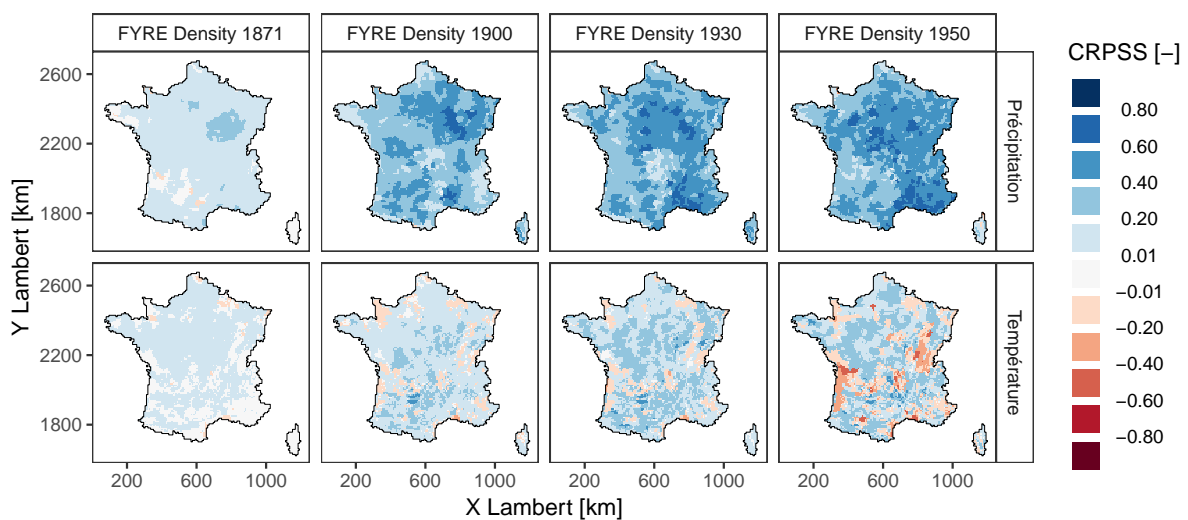 FYRE Density 1871
FYRE Density 1900
FYRE Density 1930
FYRE Density 1950
CRPSS [−]
0.80
0.60
0.40
0.20
0.01
−0.01
−0.20
−0.40
−0.60
−0.80
Y Lambert [km]
2600
2200
1800
Précipitation
2600
2200
1800
Température
200 600 1000 200 600 1000 200 600 1000 200 600 1000
X Lambert [km]